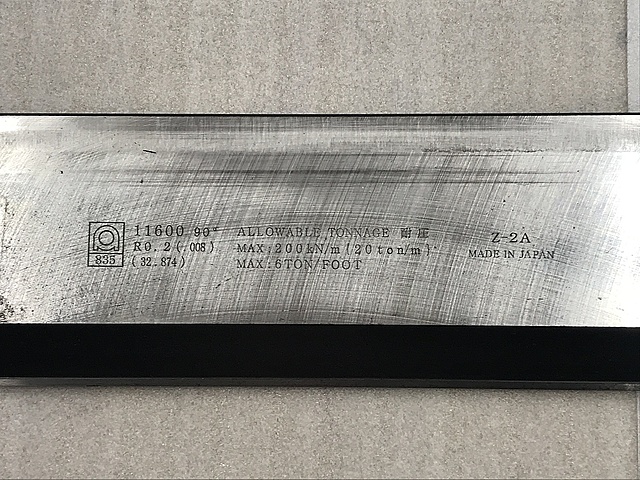 11600 90°
R0.2(.008)
(32.874)
835
ALLOWABLE TONNAGE 耐圧
MAX.200kN/m(20ton/m)
MAX.6TON/FOOT
Z-2A
MADE IN JAPAN